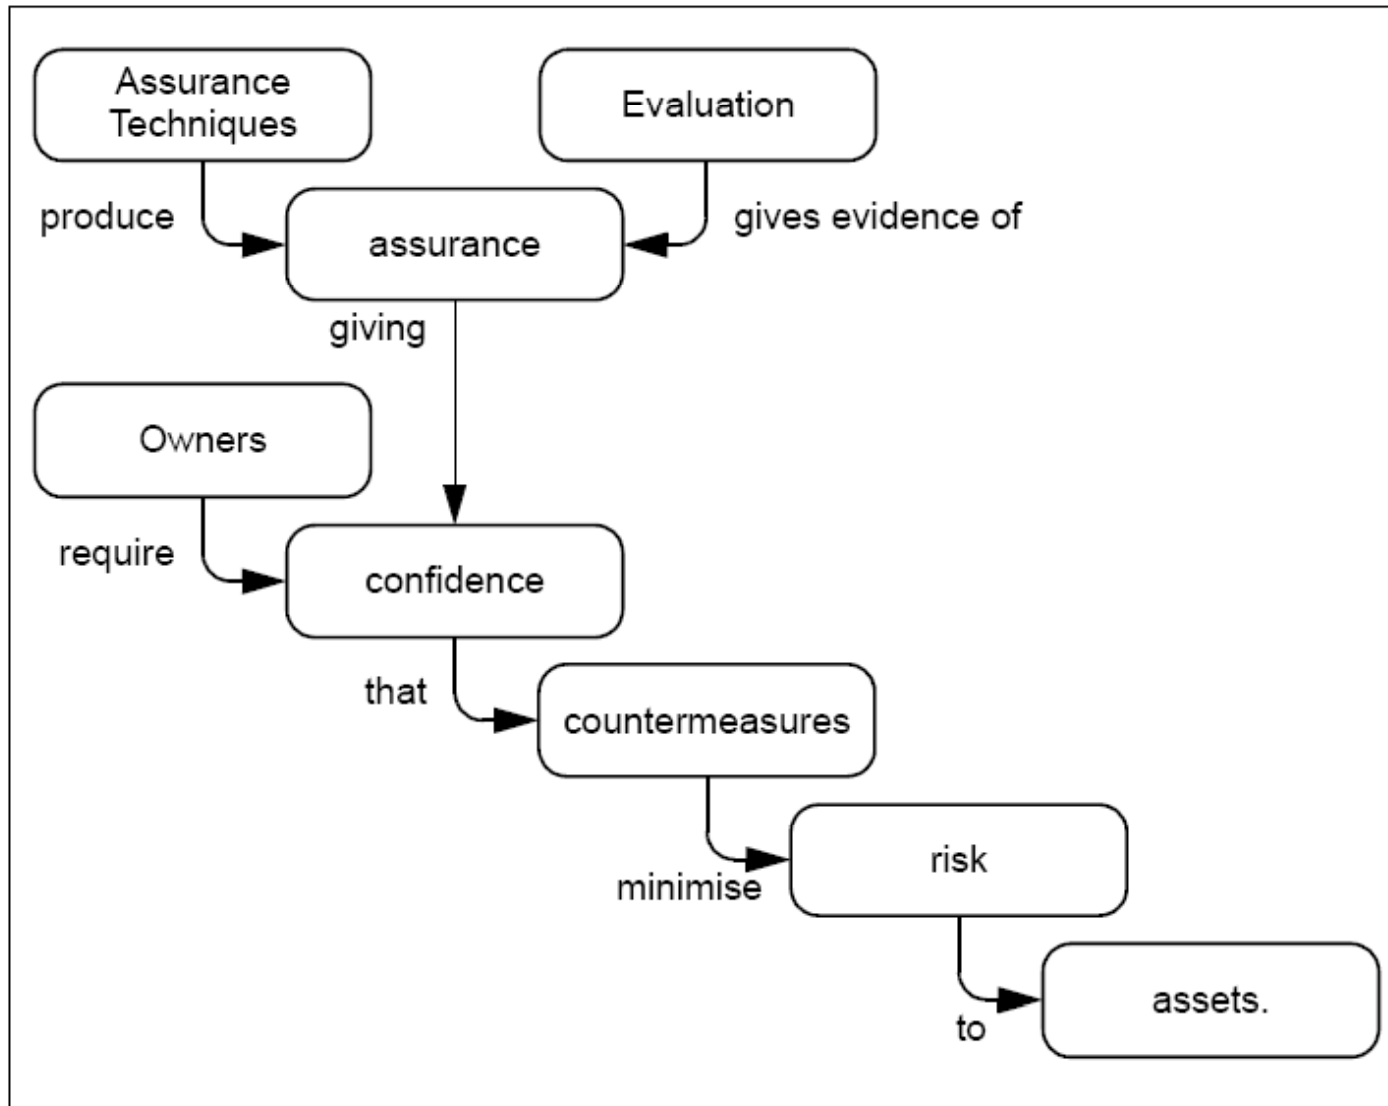 Assurance
Techniques
Evaluation
produce
assurance
gives evidence of
giving
Owners
require
confidence
that
countermeasures
minimise
risk
to
assets.